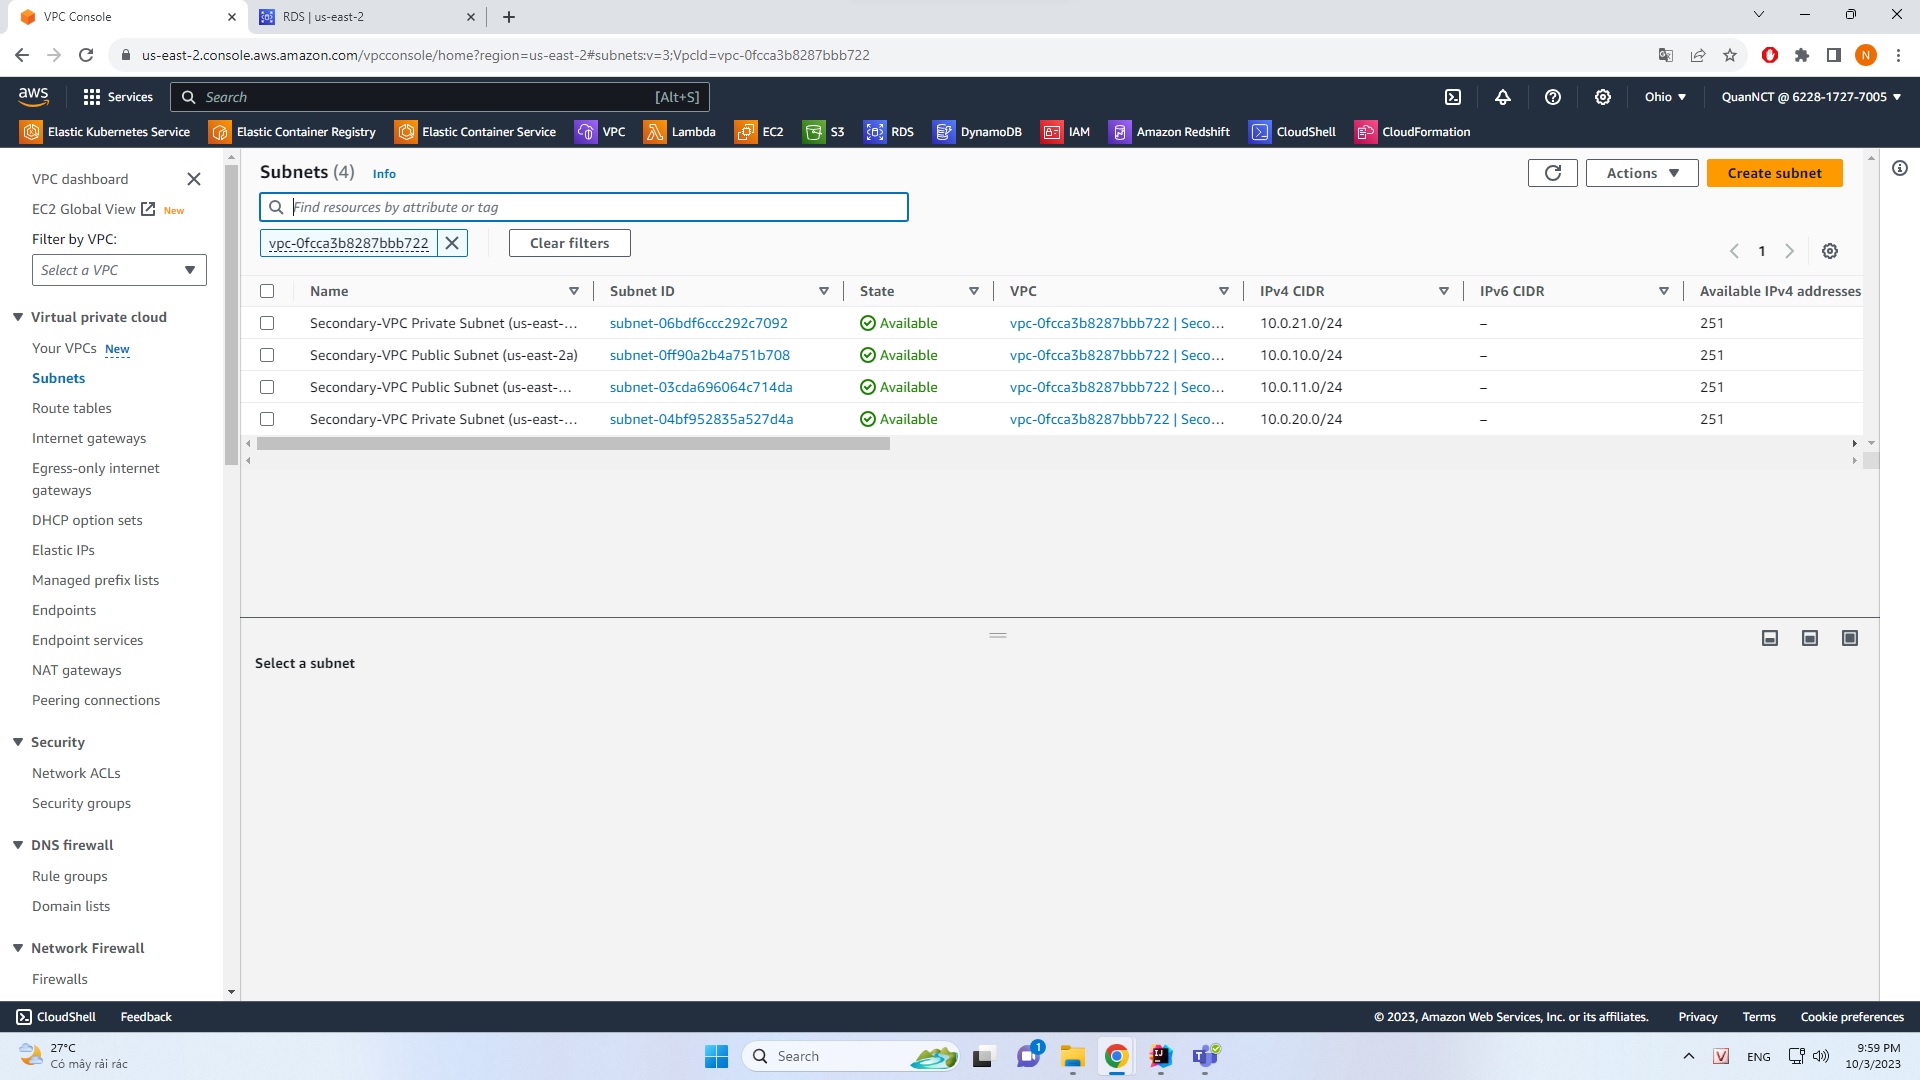 VPC Console
RDS | us-east-2
us-east-2.console.aws.amazon.com/vpcconsole/home?region=us-east-2#subnets:v=3;VpcId=vpc-0fcca3b8287bbb722
N
aws
Services
Search
[Alt+S]
Ohio
QuanNCT @ 6228-1727-7005
Elastic Kubernetes Service
Elastic Container Registry
Elastic Container Service
VPC
Lambda
EC2
S3
RDS
DynamoDB
IAM
Amazon Redshift
CloudShell
CloudFormation
VPC dashboard
EC2 Global View New
Filter by VPC:
Select a VPC
Virtual private cloud
Your VPCs New
Subnets
Route tables
Internet gateways
Egress-only internet
gateways
DHCP option sets
Elastic IPs
Managed prefix lists
Endpoints
Endpoint services
NAT gateways
Peering connections
Security
Network ACLs
Security groups
DNS firewall
Rule groups
Domain lists
Network Firewall
Firewalls
Subnets (4) Info
Actions
Create subnet
Find resources by attribute or tag
vpc-0fcca3b8287bbb722
Clear filters
1
Name Subnet ID State VPC IPv4 CIDR IPv6 CIDR Available IPv4 addresses
Secondary-VPC Private Subnet (us-east-... subnet-06bdf6ccc292c7092 Available vpc-0fcca3b8287bbb722 | Seco... 10.0.21.0/24 – 251
Secondary-VPC Public Subnet (us-east-2a) subnet-0ff90a2b4a751b708 Available vpc-0fcca3b8287bbb722 | Seco... 10.0.10.0/24 – 251
Secondary-VPC Public Subnet (us-east-... subnet-03cda696064c714da Available vpc-0fcca3b8287bbb722 | Seco... 10.0.11.0/24 – 251
Secondary-VPC Private Subnet (us-east-... subnet-04bf952835a527d4a Available vpc-0fcca3b8287bbb722 | Seco... 10.0.20.0/24 – 251
Select a subnet
CloudShell
Feedback
© 2023, Amazon Web Services, Inc. or its affiliates.
Privacy
Terms
Cookie preferences
27°C
Có mây rải rác
Search
1
V
ENG
9:59 PM
10/3/2023